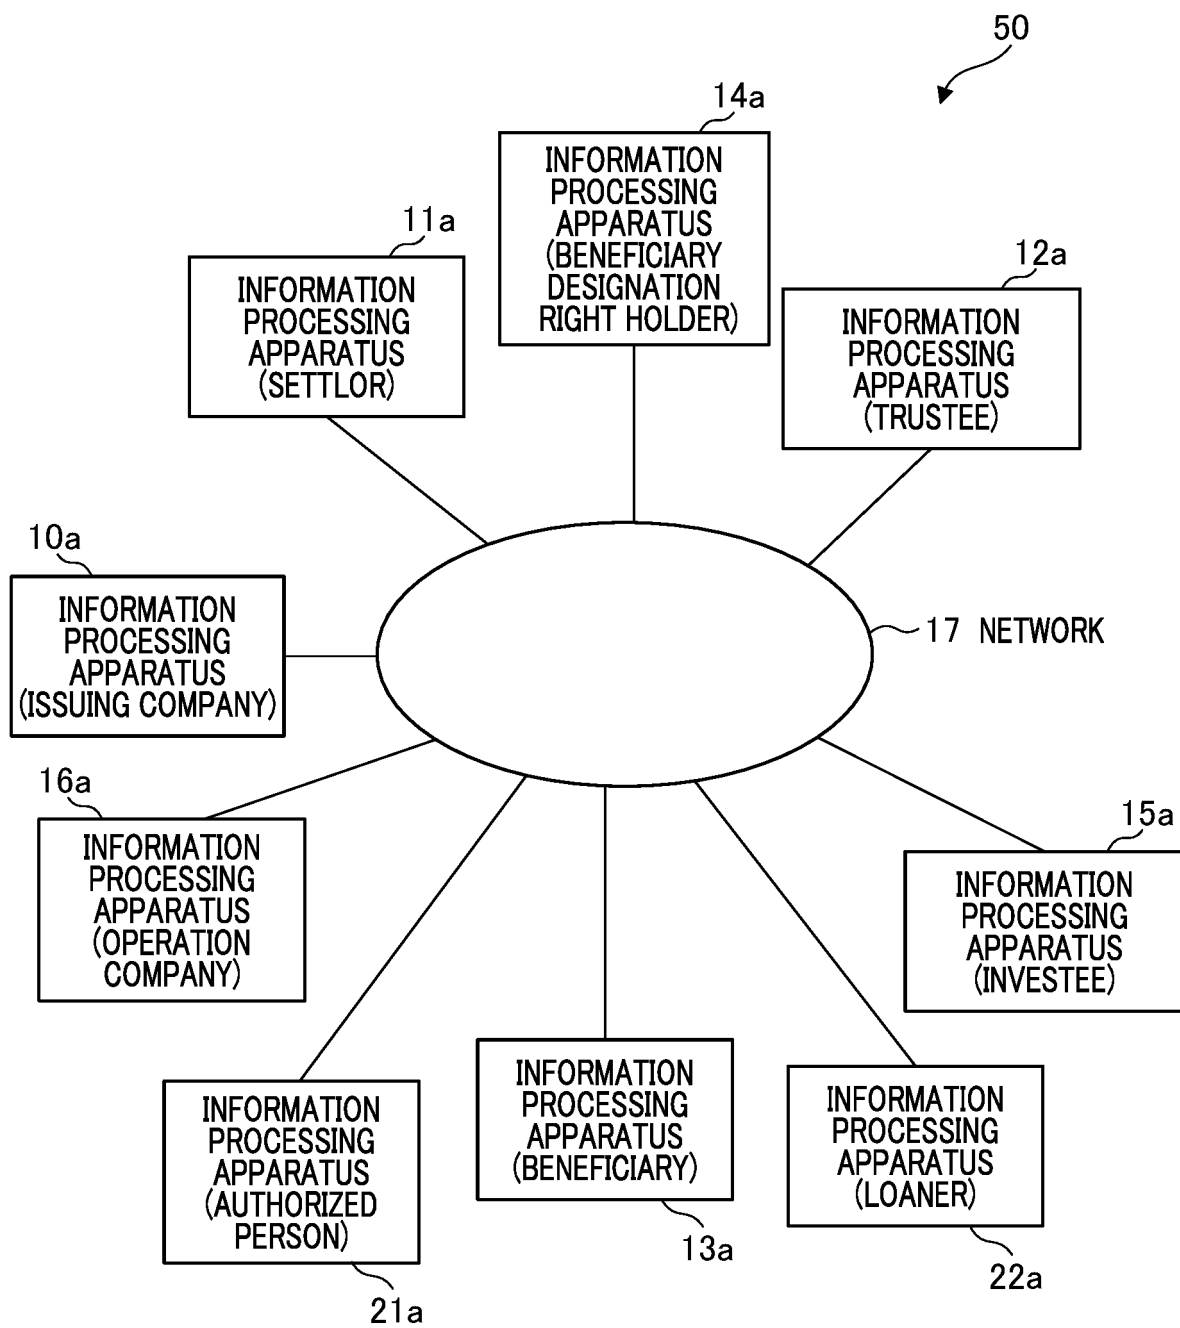 50
14a
INFORMATION
PROCESSING
APPARATUS
(BENEFICIARY
DESIGNATION
RIGHT HOLDER)
11a
INFORMATION
PROCESSING
APPARATUS
(SETTLOR)
12a
INFORMATION
PROCESSING
APPARATUS
(TRUSTEE)
10a
INFORMATION
PROCESSING
APPARATUS
(ISSUING COMPANY)
17 NETWORK
16a
INFORMATION
PROCESSING
APPARATUS
(OPERATION
COMPANY)
15a
INFORMATION
PROCESSING
APPARATUS
(INVESTEE)
INFORMATION
PROCESSING
APPARATUS
(AUTHORIZED
PERSON)
21a
INFORMATION
PROCESSING
APPARATUS
(BENEFICIARY)
13a
INFORMATION
PROCESSING
APPARATUS
(LOANER)
22a